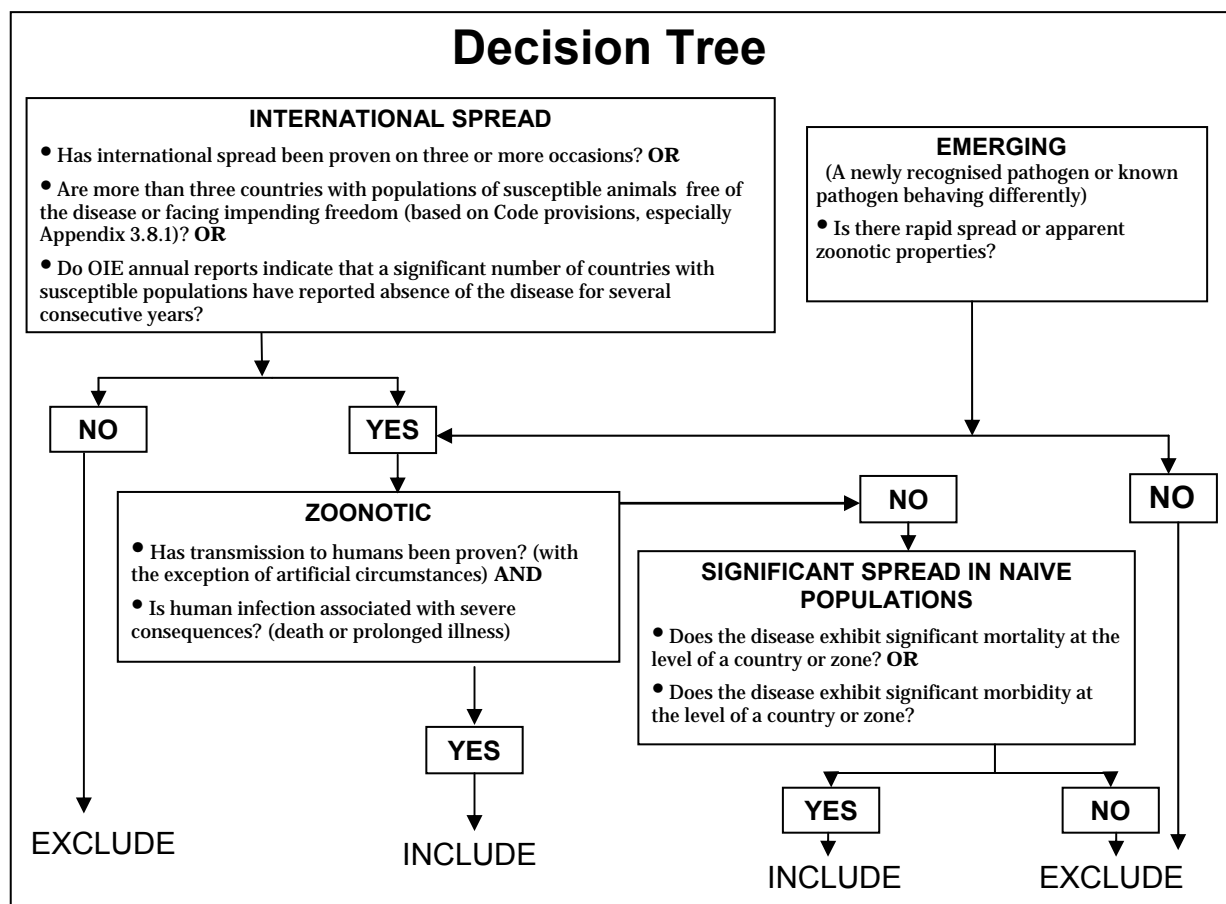 Decision Tree
INTERNATIONAL SPREAD
• Has international spread been proven on three or more occasions? OR
• Are more than three countries with populations of susceptible animals free
of the disease or facing impending freedom (based on Code provisions, especially
Appendix 3.8.1)? OR
• Do OIE annual reports indicate that a significant number of countries with
susceptible populations have reported absence of the disease for several
consecutive years?
EMERGING
(A newly recognised pathogen or known
pathogen behaving differently)
• Is there rapid spread or apparent
zoonotic properties?
NO
YES
ZOONOTIC
• Has transmission to humans been proven? (with
the exception of artificial circumstances) AND
• Is human infection associated with severe
consequences? (death or prolonged illness)
NO
NO
SIGNIFICANT SPREAD IN NAIVE
POPULATIONS
• Does the disease exhibit significant mortality at the
level of a country or zone? OR
• Does the disease exhibit significant morbidity at
the level of a country or zone?
YES
YES
NO
EXCLUDE
INCLUDE
INCLUDE
EXCLUDE